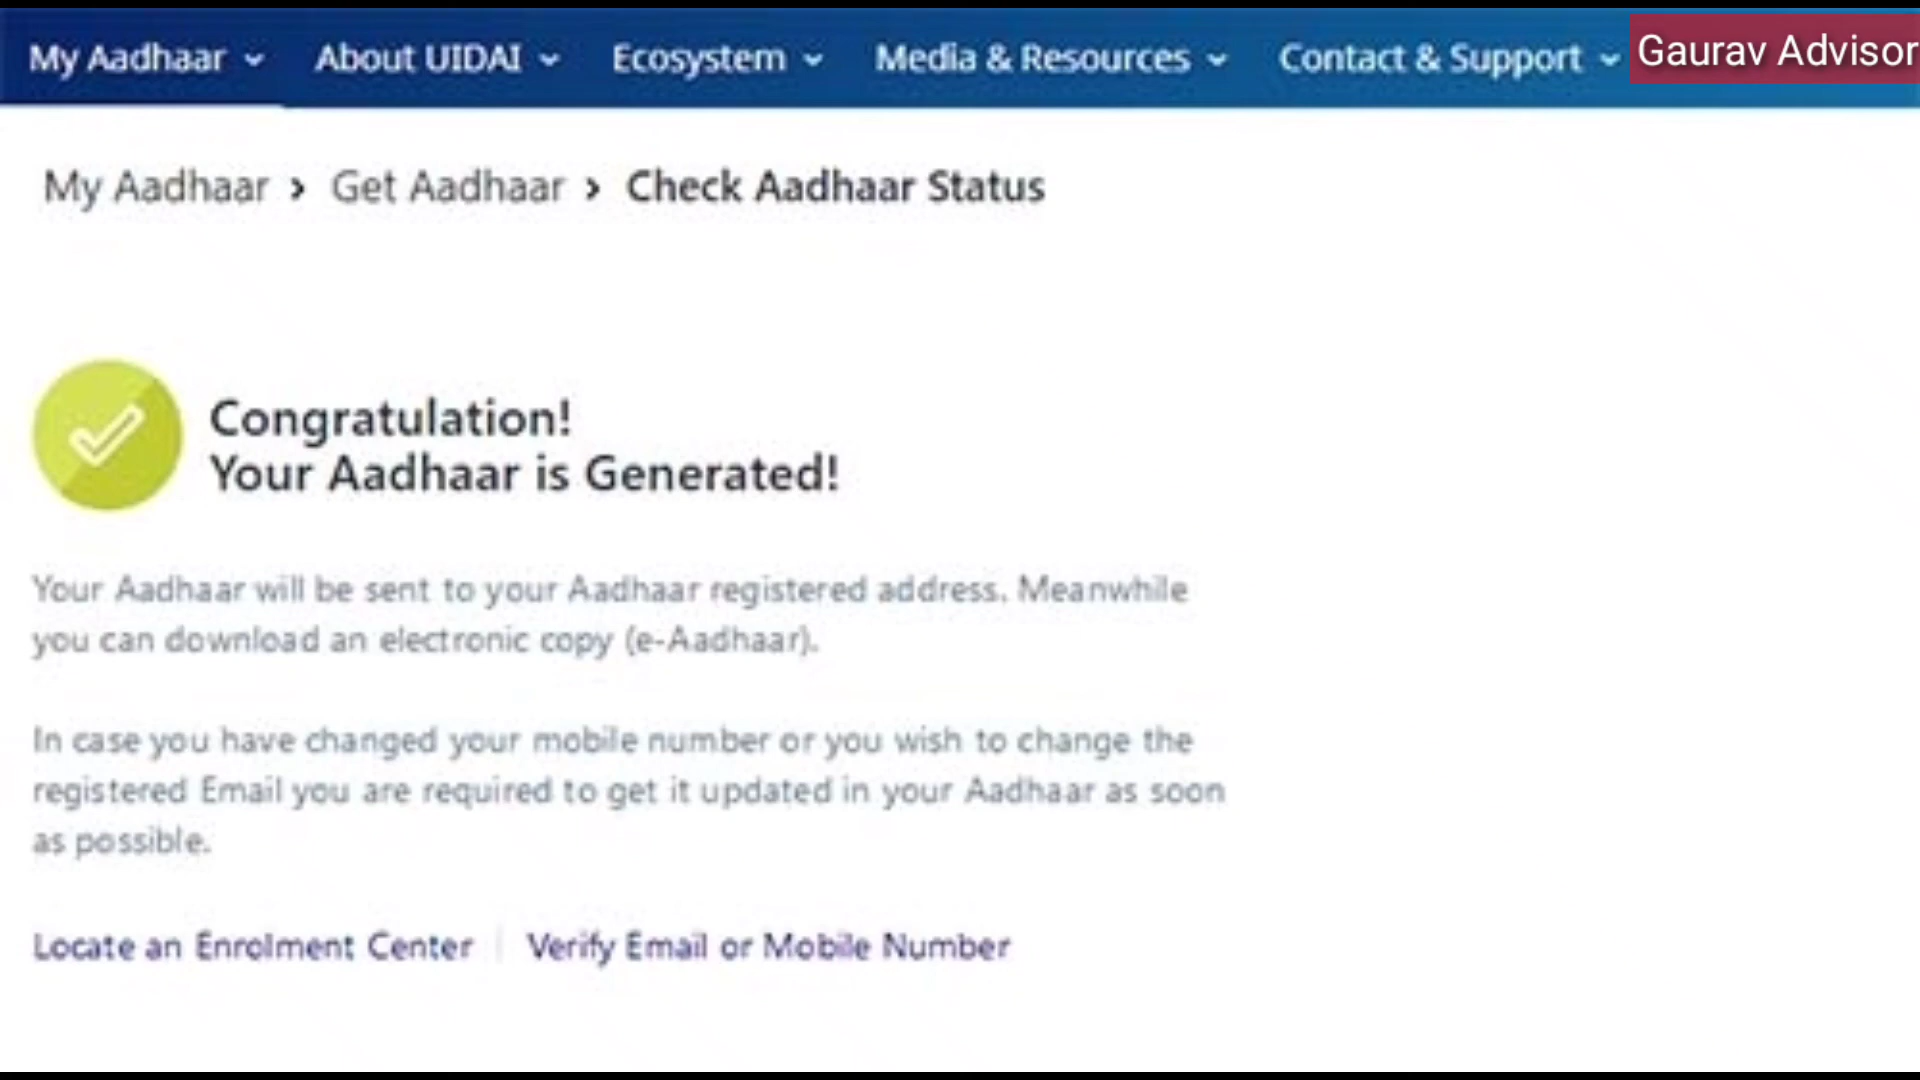 My Aadhaar About UIDAI Ecosystem Media & Resources Contact & Support Gaurav Advisor
My Aadhaar > Get Aadhaar > Check Aadhaar Status
Congratulation!
Your Aadhaar is Generated!
Your Aadhaar will be sent to your Aadhaar registered address. Meanwhile
you can download an electronic copy (e-Aadhaar).
In case you have changed your mobile number or you wish to change the
registered Email you are required to get it updated in your Aadhaar as soon
as possible.
Locate an Enrolment Center Verify Email or Mobile Number